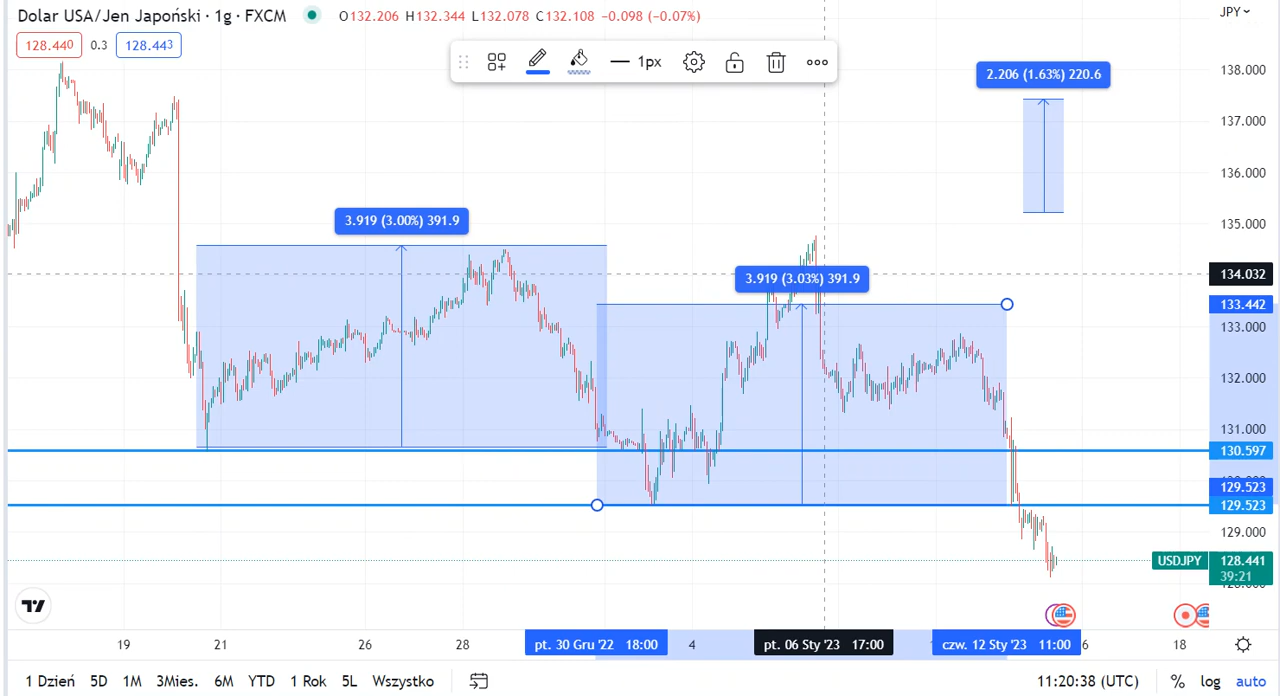 Dolar USA/Jen Japoński · 1g · FXCM O132.206 H132.344 L132.078 C132.108 −0.098 (−0.07%)
JPY
128.440 0.3 128.443
1px
2.206 (1.63%) 220.6
138.000
137.000
136.000
135.000
3.919 (3.00%) 391.9
134.032
3.919 (3.03%) 391.9
133.442
133.000
132.000
131.000
130.597
129.523
129.523
129.000
USDJPY 128.441
39:21
19 21 26 28 pt. 30 Gru '22 18:00 4 pt. 06 Sty '23 17:00 czw. 12 Sty '23 11:00 6 18
1 Dzień 5D 1M 3Mies. 6M YTD 1 Rok 5L Wszystko 11:20:38 (UTC) % log auto